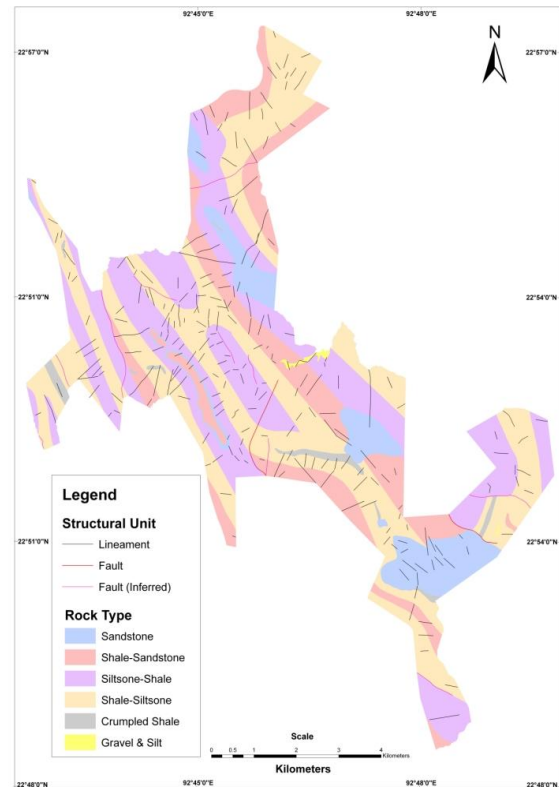 92°45'0"E
92°48'0"E
22°57'0"N
22°57'0"N
N
22°51'0"N
22°54'0"N
Legend
Structural Unit
Lineament
Fault
Fault (Inferred)
Rock Type
Sandstone
Shale-Sandstone
Siltsone-Shale
Shale-Siltsone
Crumpled Shale
Gravel & Silt
22°51'0"N
22°54'0"N
Scale
0 0.5 1 2 3 4
Kilometers
Kilometers
22°48'0"N
22°48'0"N
92°45'0"E
92°48'0"E